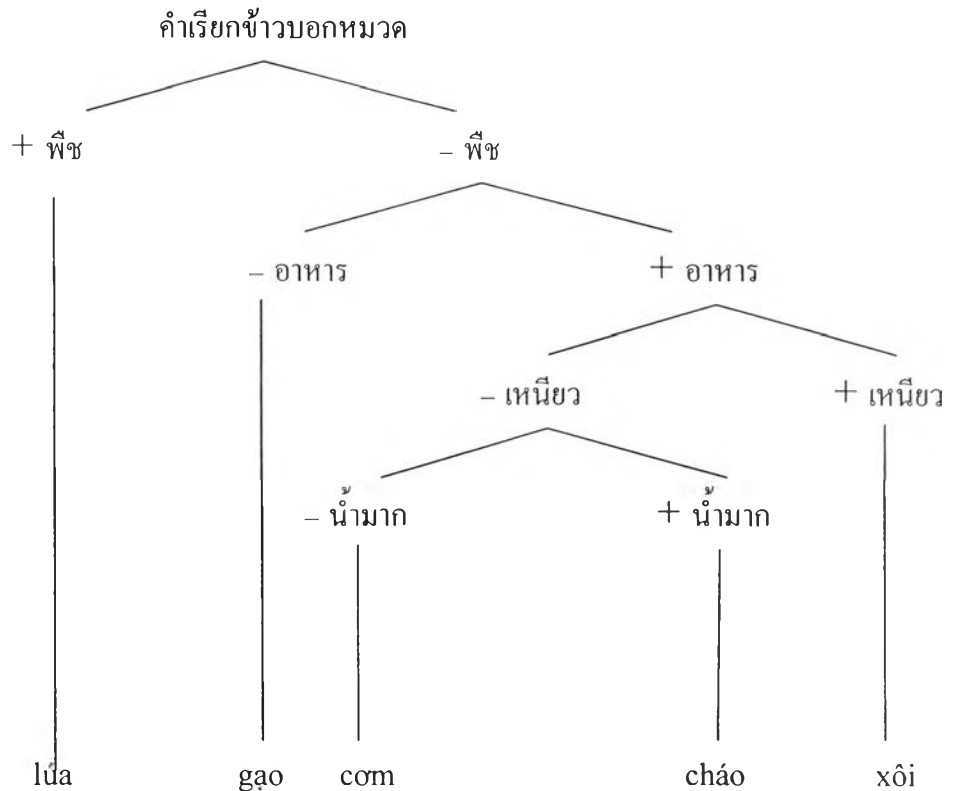 คำเรียกข้าวบอกหมวด
+ พืช – พืช
– อาหาร + อาหาร
– เหนียว + เหนียว
– น้ำมาก + น้ำมาก
lúa gạo cơm cháo xôi